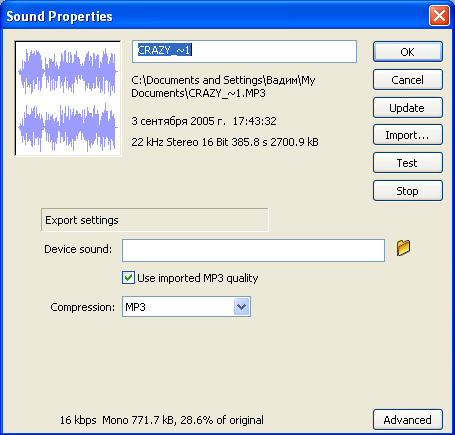 Sound Properties
CRAZY_~1
OK
C:\Documents and Settings\Вадим\My
Documents\CRAZY_~1.MP3
Cancel
Update
3 сентября 2005 г. 17:43:32
22 kHz Stereo 16 Bit 385.8 s 2700.9 kB
Import...
Test
Stop
Export settings
Device sound:
Use imported MP3 quality
Compression: MP3
16 kbps Mono 771.7 kB, 28.6% of original
Advanced